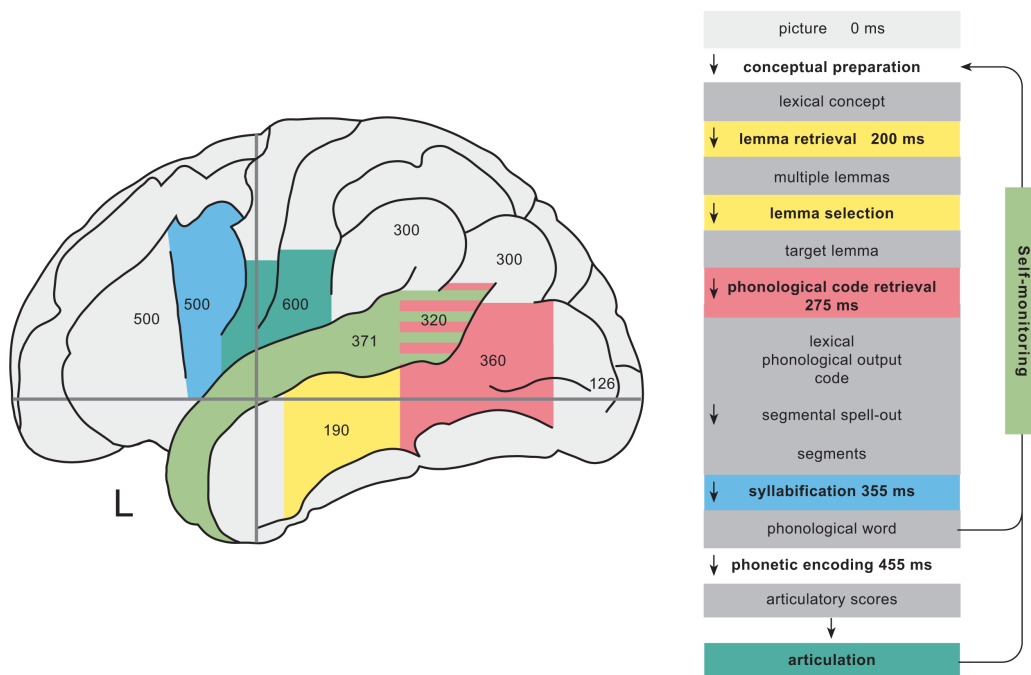 300
300
500
500
600
320
371
360
126
190
L
picture 0 ms
conceptual preparation
lexical concept
lemma retrieval 200 ms
multiple lemmas
lemma selection
target lemma
phonological code retrieval
275 ms
lexical
phonological output
code
segmental spell-out
segments
syllabification 355 ms
phonological word
phonetic encoding 455 ms
articulatory scores
articulation
Self-monitoring